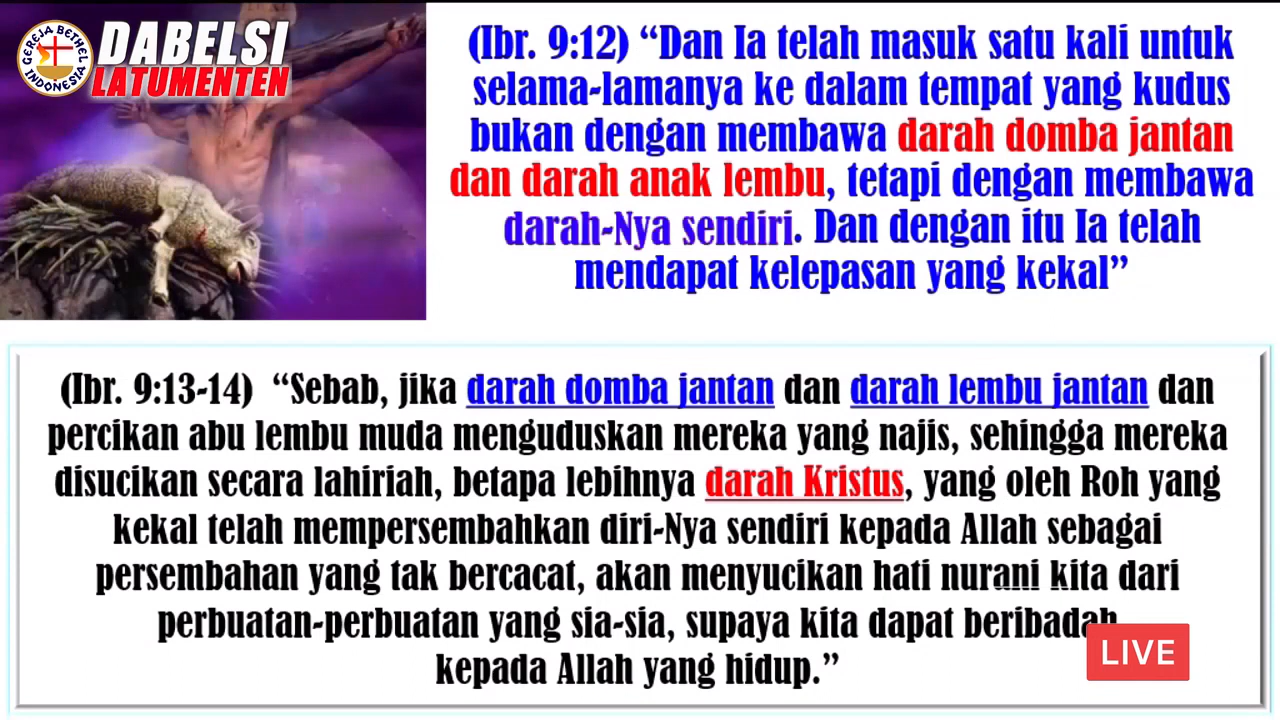 GEREJA BETHEL INDONESIA
DABELSI
LATUMENTEN
(Ibr. 9:12) “Dan Ia telah masuk satu kali untuk
selama-lamanya ke dalam tempat yang kudus
bukan dengan membawa darah domba jantan
dan darah anak lembu, tetapi dengan membawa
darah-Nya sendiri. Dan dengan itu Ia telah
mendapat kelepasan yang kekal”
(Ibr. 9:13-14) “Sebab, jika darah domba jantan dan darah lembu jantan dan
percikan abu lembu muda menguduskan mereka yang najis, sehingga mereka
disucikan secara lahiriah, betapa lebihnya darah Kristus, yang oleh Roh yang
kekal telah mempersembahkan diri-Nya sendiri kepada Allah sebagai
persembahan yang tak bercacat, akan menyucikan hati nurani kita dari
perbuatan-perbuatan yang sia-sia, supaya kita dapat beribadah
kepada Allah yang hidup.”
LIVE